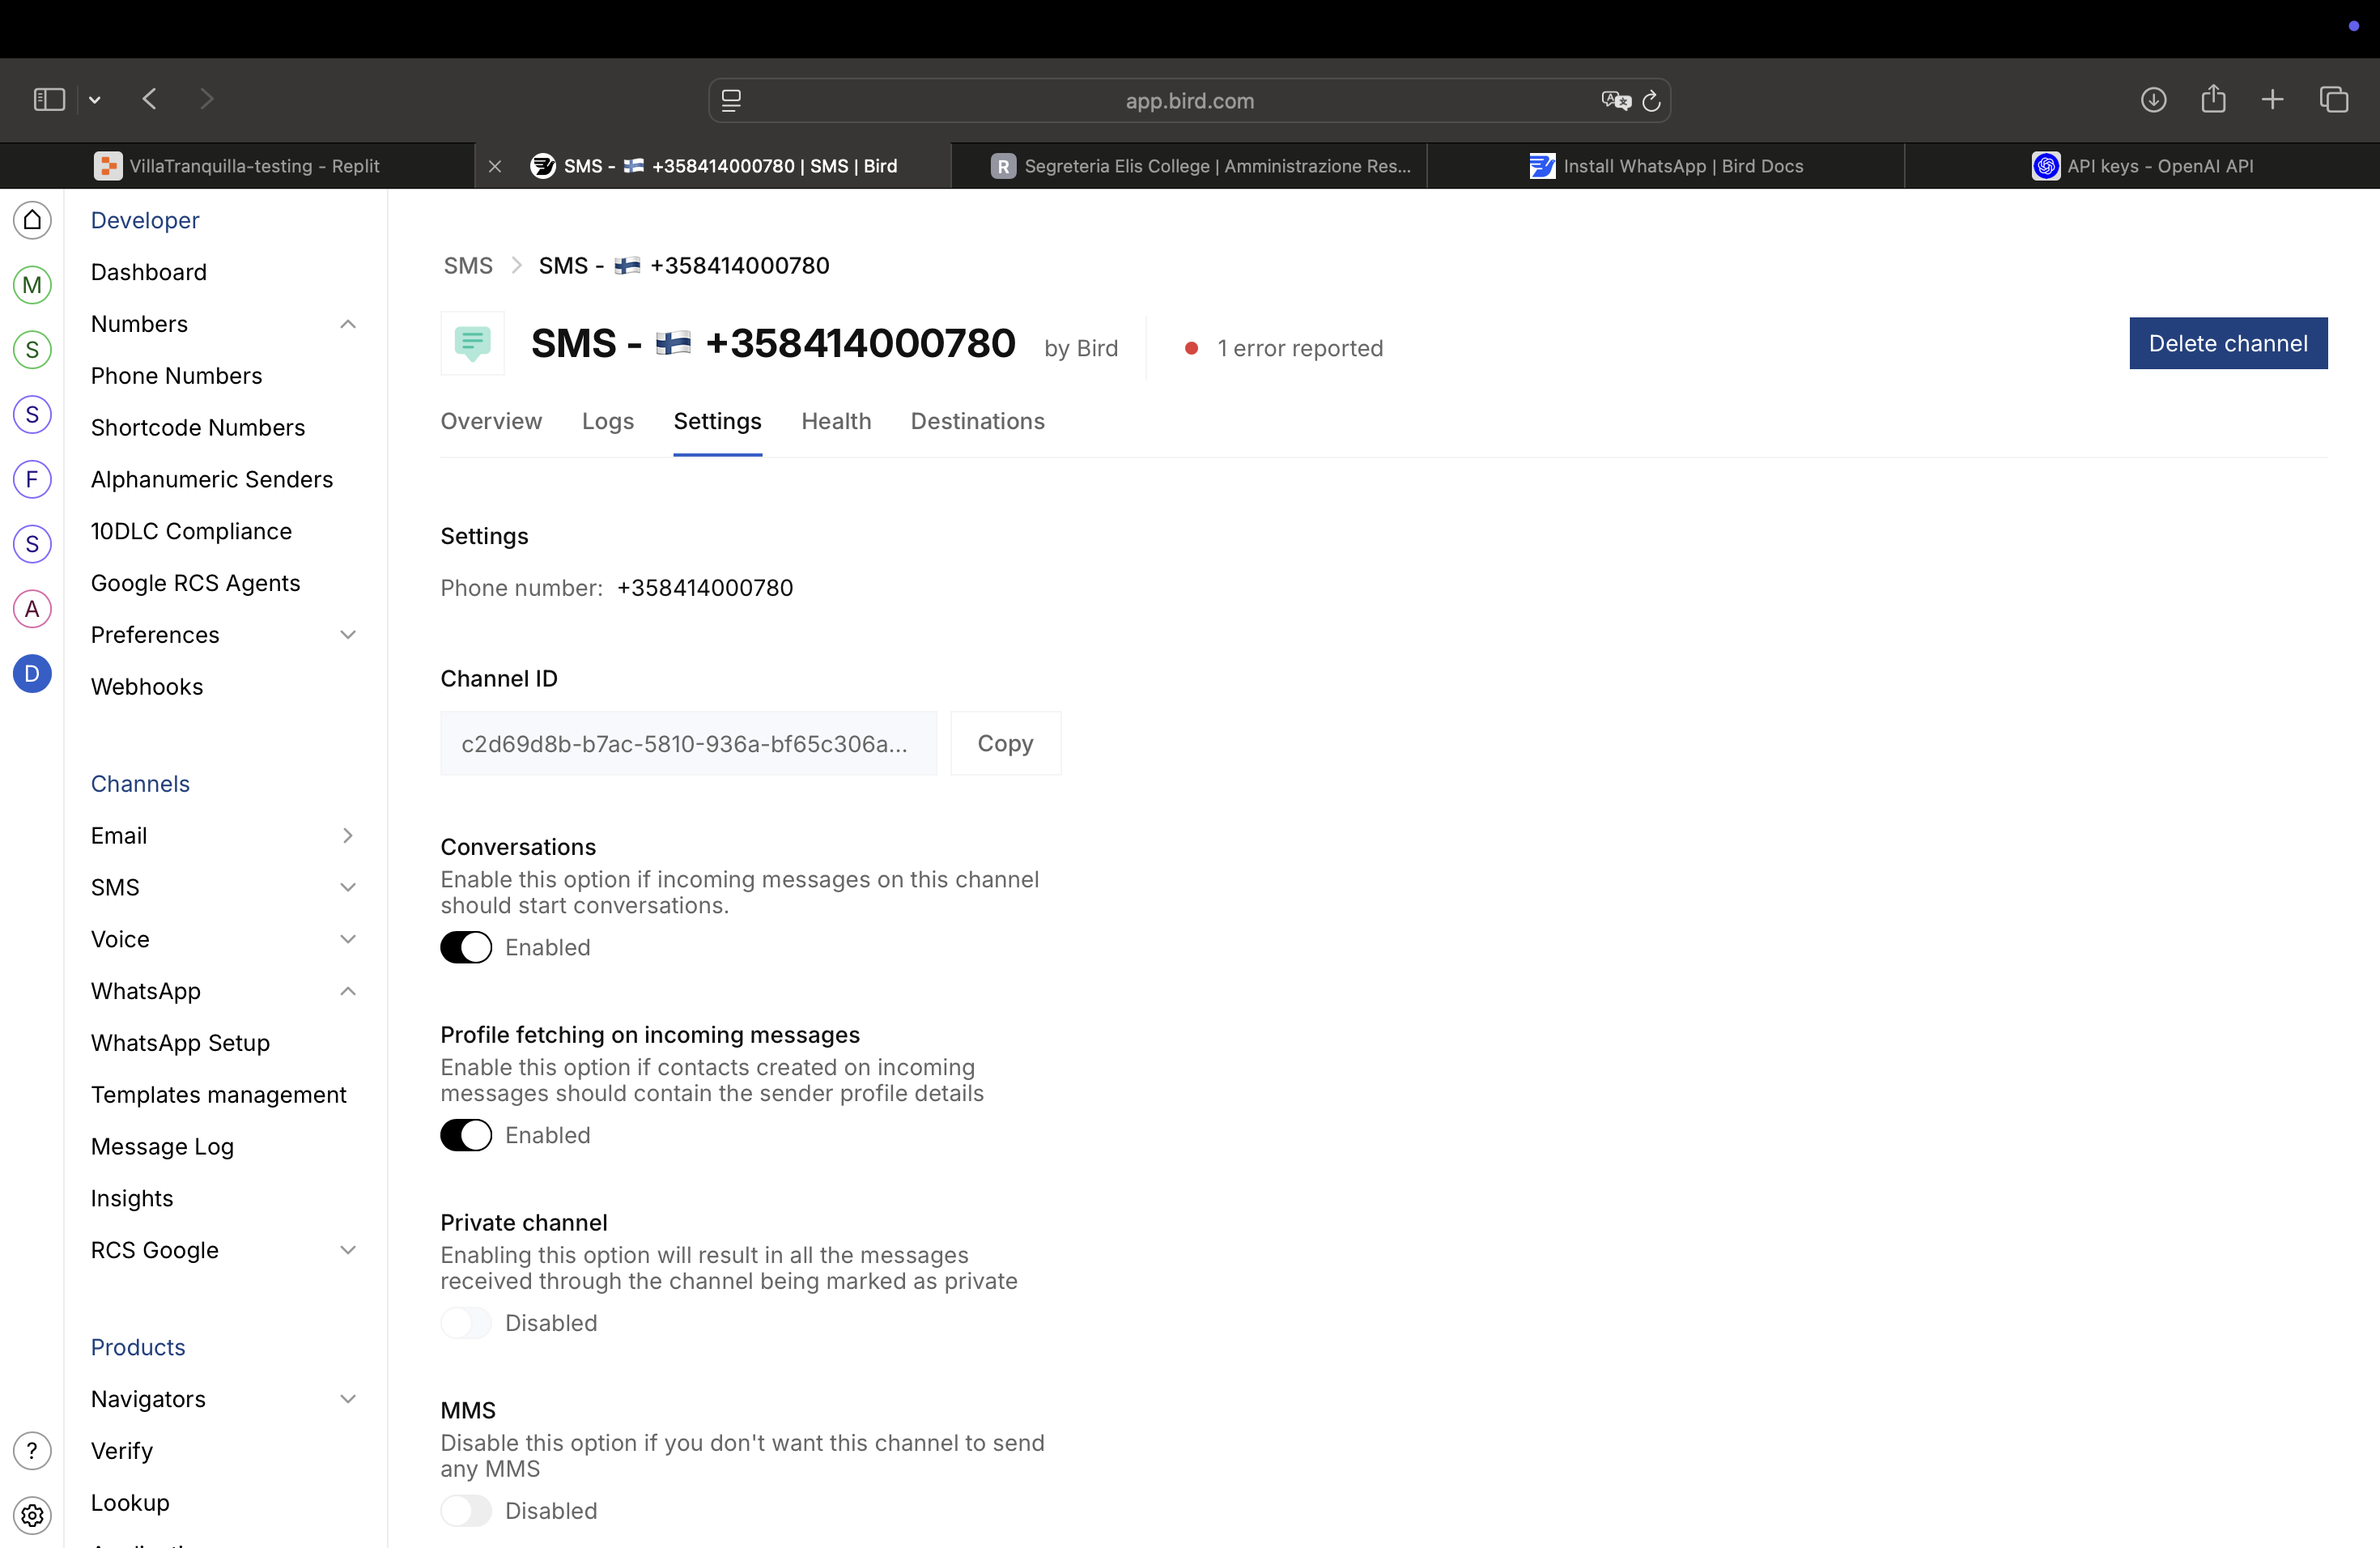 app.bird.com
VillaTranquilla-testing - Replit
SMS - 🇫🇮 +358414000780 | SMS | Bird
R Segreteria Elis College | Amministrazione Res...
Install WhatsApp | Bird Docs
API keys - OpenAI API
M
S
S
F
S
A
D
?
Developer
Dashboard
Numbers
Phone Numbers
Shortcode Numbers
Alphanumeric Senders
10DLC Compliance
Google RCS Agents
Preferences
Webhooks
Channels
Email
SMS
Voice
WhatsApp
WhatsApp Setup
Templates management
Message Log
Insights
RCS Google
Products
Navigators
Verify
Lookup
SMS > SMS - 🇫🇮 +358414000780
SMS - 🇫🇮 +358414000780 by Bird 1 error reported
Delete channel
Overview Logs Settings Health Destinations
Settings
Phone number: +358414000780
Channel ID
c2d69d8b-b7ac-5810-936a-bf65c306a...
Copy
Conversations
Enable this option if incoming messages on this channel
should start conversations.
Enabled
Profile fetching on incoming messages
Enable this option if contacts created on incoming
messages should contain the sender profile details
Enabled
Private channel
Enabling this option will result in all the messages
received through the channel being marked as private
Disabled
MMS
Disable this option if you don't want this channel to send
any MMS
Disabled